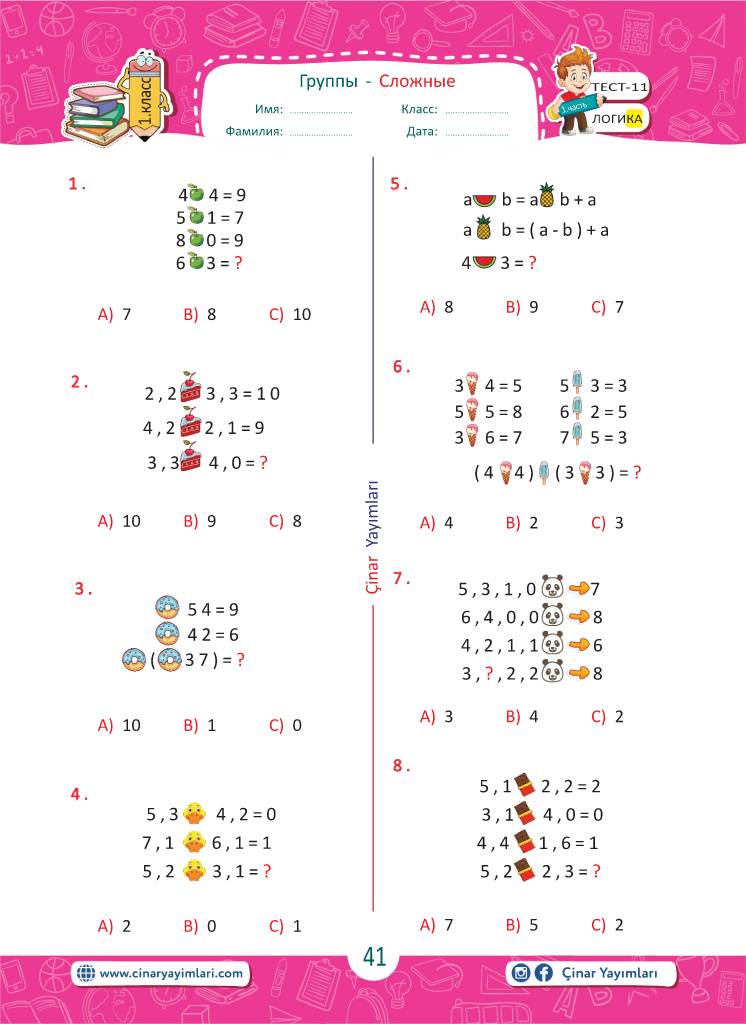 Группы - Сложные
Имя: ....................
Класс: ....................
Фамилия: ....................
Дата: ....................
1.класс
1.часть
ТЕСТ-11
ЛОГИКА
1 .
4 4 = 9
5 1 = 7
8 0 = 9
6 3 = ?
A) 7 B) 8 C) 10
2 .
2 , 2 3 , 3 = 1 0
4 , 2 2 , 1 = 9
3 , 3 4 , 0 = ?
A) 10 B) 9 C) 8
3 .
5 4 = 9
4 2 = 6
( 3 7 ) = ?
A) 10 B) 1 C) 0
4 .
5 , 3 4 , 2 = 0
7 , 1 6 , 1 = 1
5 , 2 3 , 1 = ?
A) 2 B) 0 C) 1
Çinar Yayımları
5 .
a b = a b + a
a b = ( a - b ) + a
4 3 = ?
A) 8 B) 9 C) 7
6 .
3 4 = 5 5 3 = 3
5 5 = 8 6 2 = 5
3 6 = 7 7 5 = 3
( 4 4 ) ( 3 3 ) = ?
A) 4 B) 2 C) 3
7 .
5 , 3 , 1 , 0 7
6 , 4 , 0 , 0 8
4 , 2 , 1 , 1 6
3 , ? , 2 , 2 8
A) 3 B) 4 C) 2
8 .
5 , 1 2 , 2 = 2
3 , 1 4 , 0 = 0
4 , 4 1 , 6 = 1
5 , 2 2 , 3 = ?
A) 7 B) 5 C) 2
www.cinaryayimlari.com
41
Çinar Yayımları